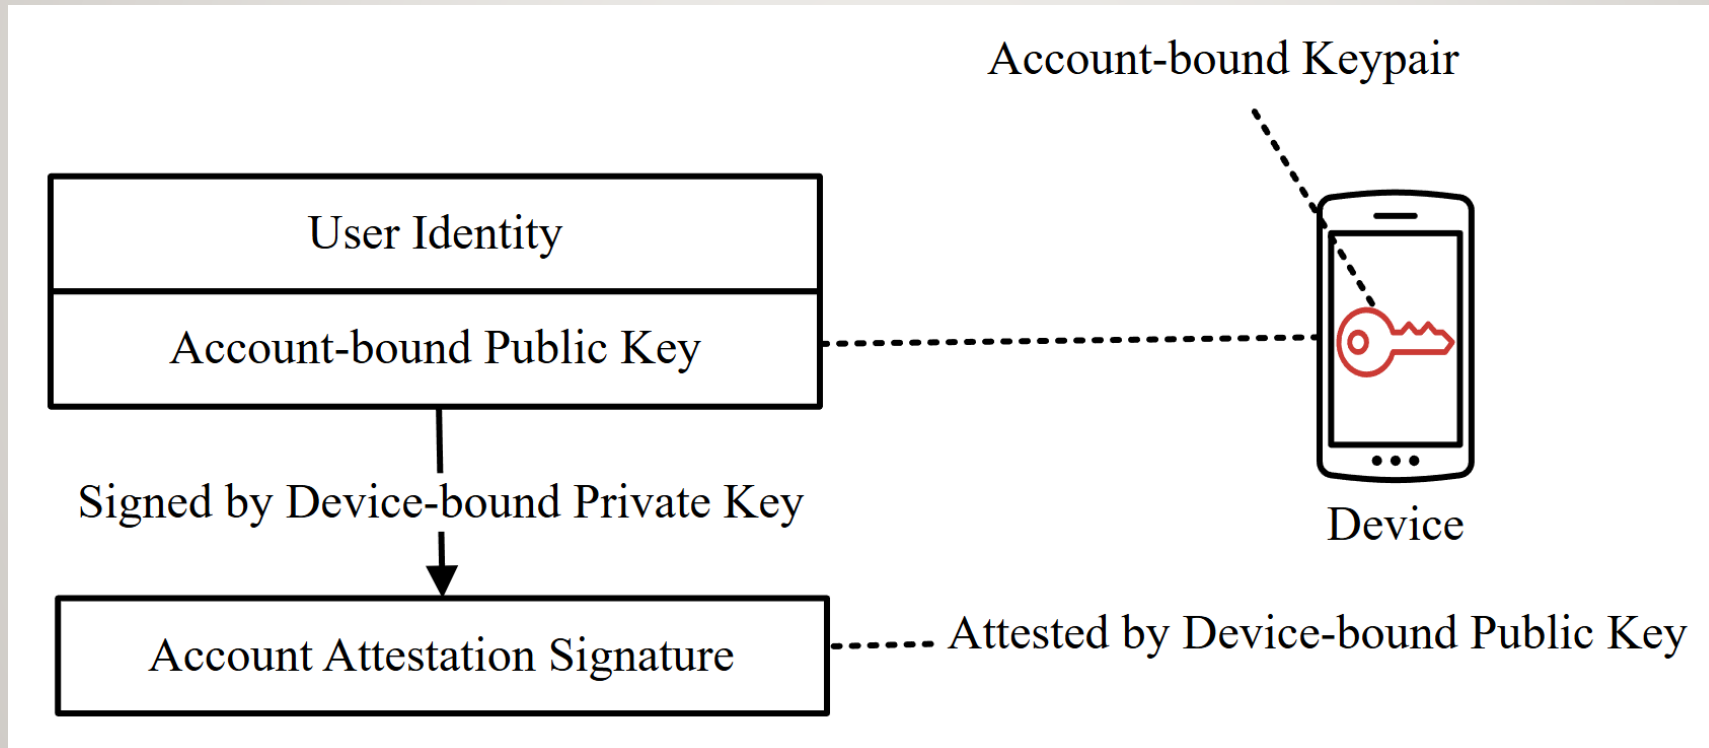 Account-bound Keypair
User Identity
Account-bound Public Key
Signed by Device-bound Private Key
Device
Account Attestation Signature
Attested by Device-bound Public Key